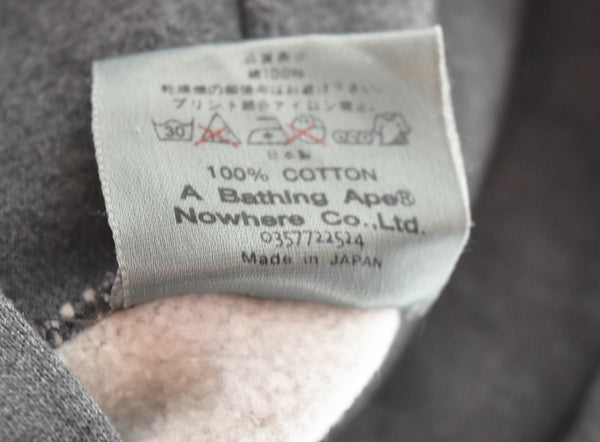 品質表示
綿100%
乾燥機の御使用はお避け下さい。
プリント部分アイロン禁止。
30
日本製
100% COTTON
A Bathing Ape®
Nowhere Co.,Ltd.
0357722524
Made in JAPAN